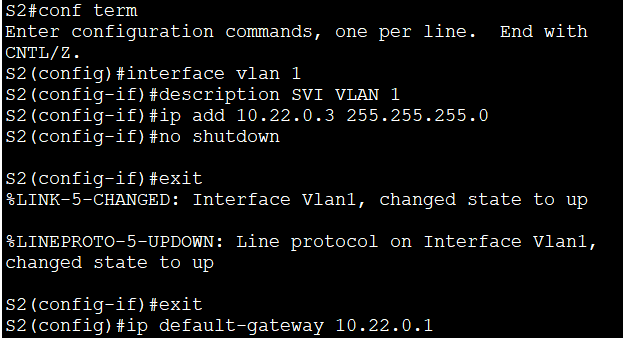 S2#conf term
Enter configuration commands, one per line.  End with
CNTL/Z.
S2(config)#interface vlan 1
S2(config-if)#description SVI VLAN 1
S2(config-if)#ip add 10.22.0.3 255.255.255.0
S2(config-if)#no shutdown
S2(config-if)#exit
%LINK-5-CHANGED: Interface Vlan1, changed state to up
%LINEPROTO-5-UPDOWN: Line protocol on Interface Vlan1,
changed state to up
S2(config-if)#exit
S2(config)#ip default-gateway 10.22.0.1